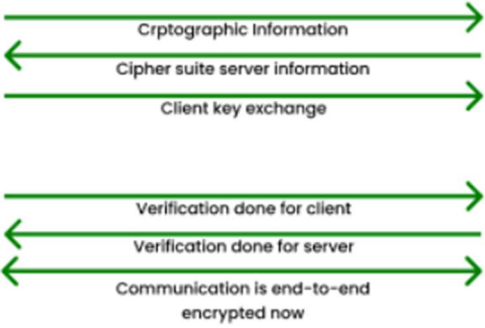 Crptographic Information
Cipher suite server information
Client key exchange
Verification done for client
Verification done for server
Communication is end-to-end
encrypted now